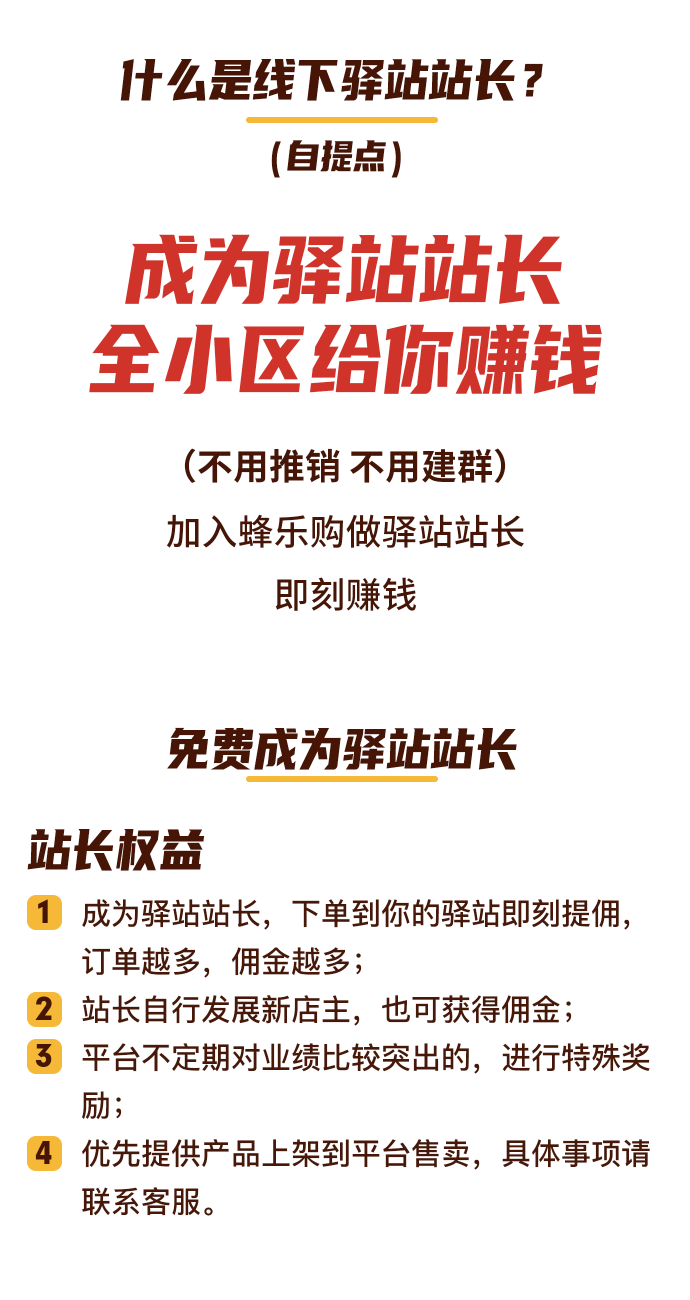 什么是线下驿站站长？
（自提点）
成为驿站站长
全小区给你赚钱
（不用推销 不用建群）
加入蜂乐购做驿站站长
即刻赚钱
免费成为驿站站长
站长权益
1 成为驿站站长，下单到你的驿站即刻提佣，
订单越多，佣金越多；
2 站长自行发展新店主，也可获得佣金；
3 平台不定期对业绩比较突出的，进行特殊奖
励；
4 优先提供产品上架到平台售卖，具体事项请
联系客服。